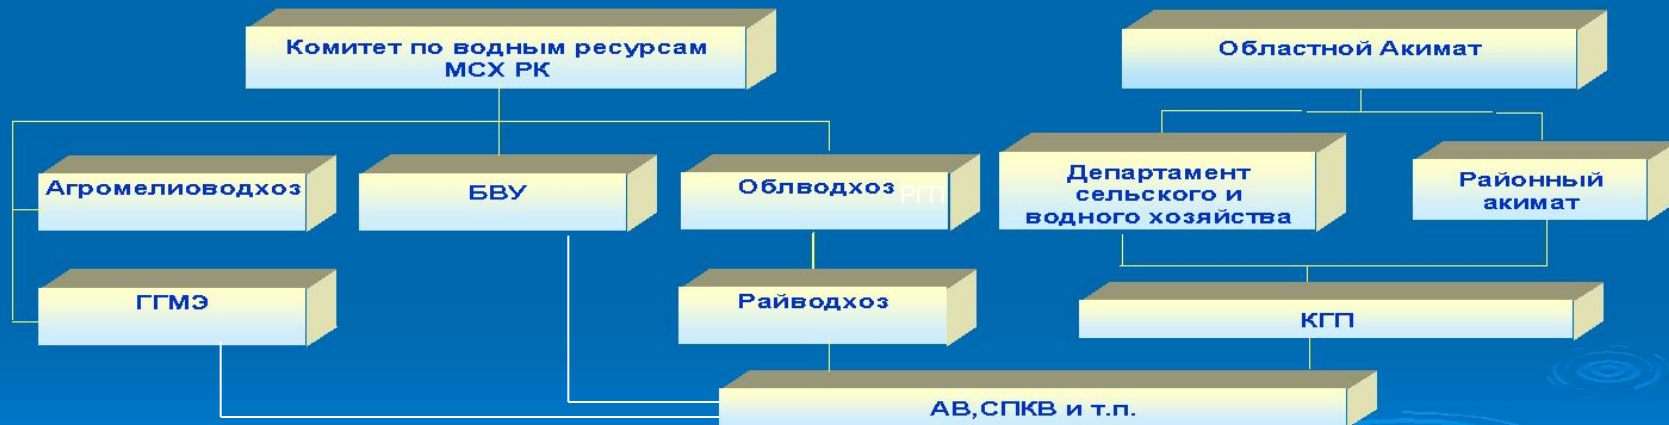 Комитет по водным ресурсам
МСХ РК
Областной Акимат
Агромелиоводхоз
БВУ
Облводхоз РГП
Департамент
сельского и
водного хозяйства
Районный
акимат
ГГМЭ
Райводхоз
КГП
АВ,СПКВ и т.п.